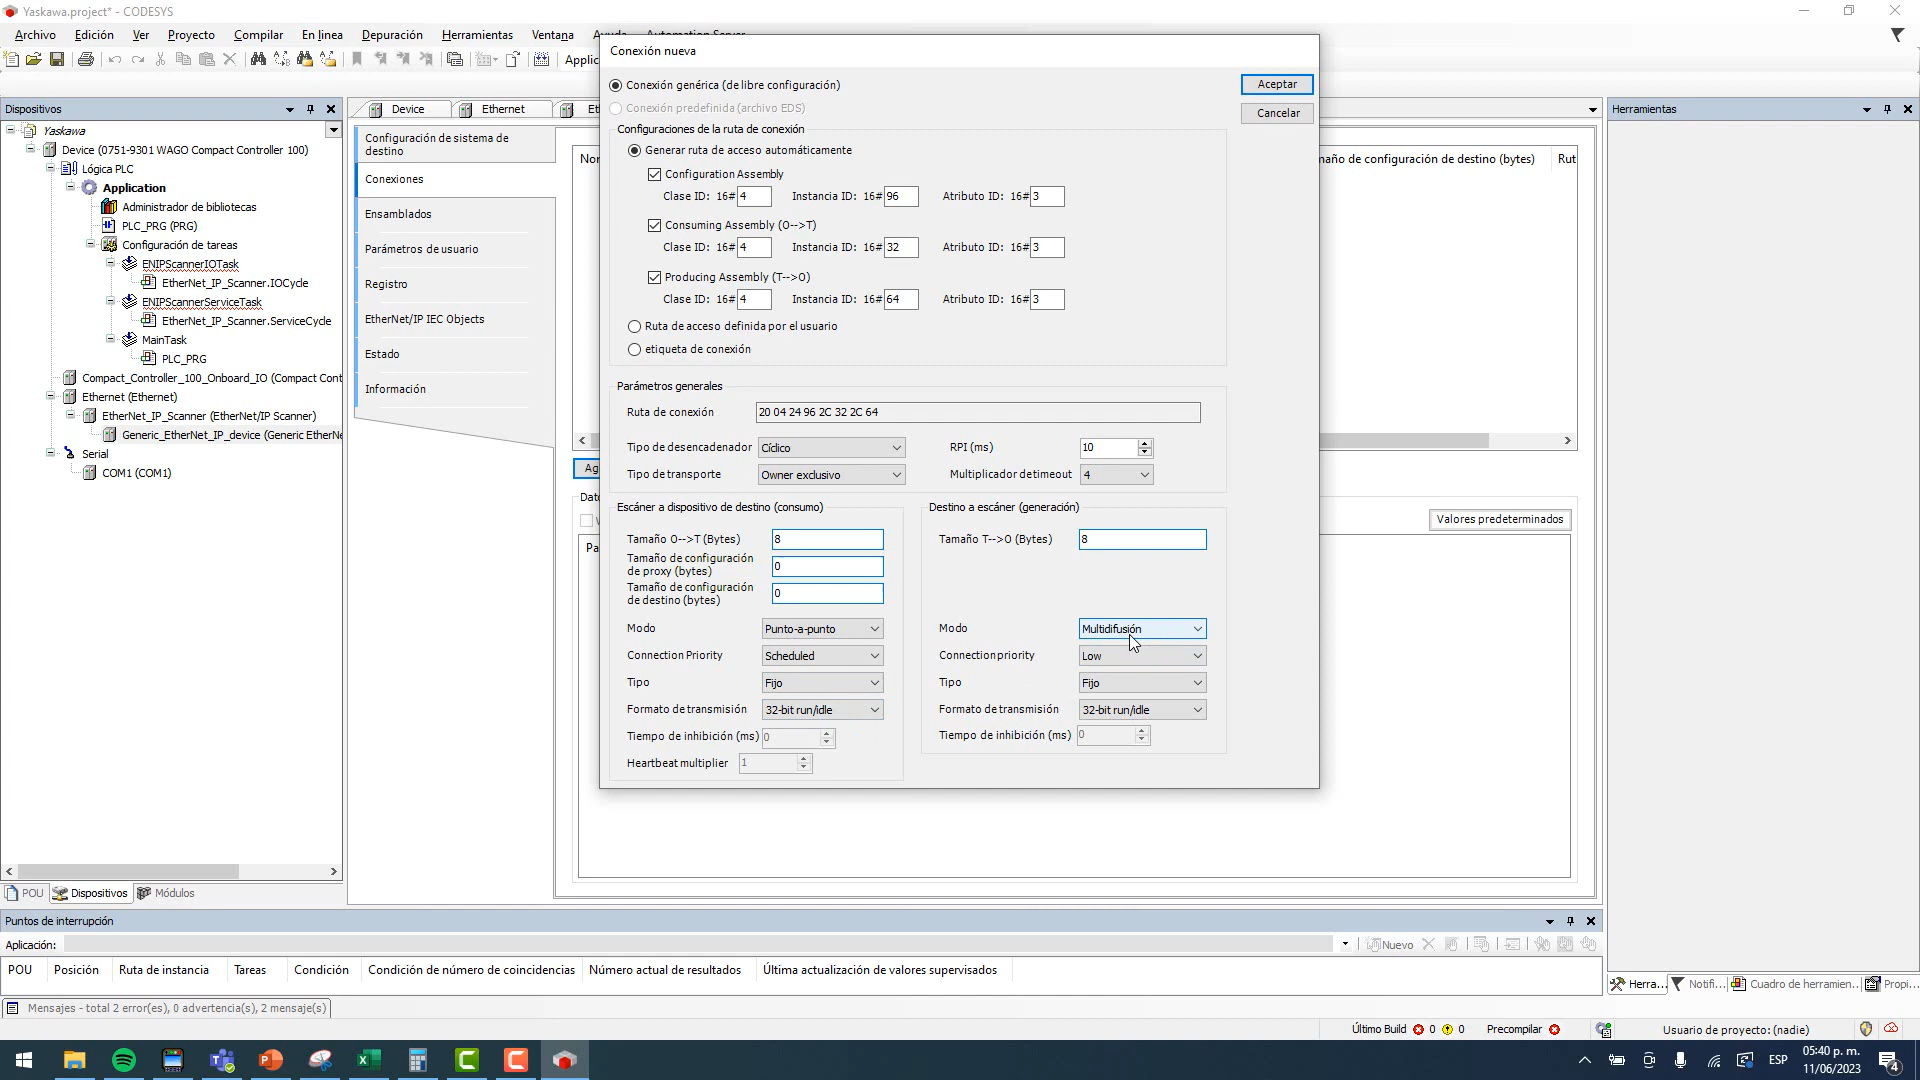 Yaskawa.project* - CODESYS
Archivo Edición Ver Proyecto Compilar En línea Depuración Herramientas Ventana Ayuda Automation Server
Applic
Dispositivos
Yaskawa
Device (0751-9301 WAGO Compact Controller 100)
Lógica PLC
Application
Administrador de bibliotecas
PLC_PRG (PRG)
Configuración de tareas
ENIPScannerIOTask
EtherNet_IP_Scanner.IOCycle
ENIPScannerServiceTask
EtherNet_IP_Scanner.ServiceCycle
MainTask
PLC_PRG
Compact_Controller_100_Onboard_IO (Compact Cont
Ethernet (Ethernet)
EtherNet_IP_Scanner (EtherNet/IP Scanner)
Generic_EtherNet_IP_device (Generic EtherNe
Serial
COM1 (COM1)
POU Dispositivos Módulos
Device Ethernet Et
Configuración de sistema de
destino
Conexiones
Ensamblados
Parámetros de usuario
Registro
EtherNet/IP IEC Objects
Estado
Información
Nor
maño de configuración de destino (bytes) Rut
Ag
Dato
Valores predeterminados
Pa
Conexión nueva
Conexión genérica (de libre configuración)
Aceptar
Conexión predefinida (archivo EDS)
Cancelar
Configuraciones de la ruta de conexión
Generar ruta de acceso automáticamente
Configuration Assembly
Clase ID: 16# 4 Instancia ID: 16# 96 Atributo ID: 16# 3
Consuming Assembly (O-->T)
Clase ID: 16# 4 Instancia ID: 16# 32 Atributo ID: 16# 3
Producing Assembly (T-->O)
Clase ID: 16# 4 Instancia ID: 16# 64 Atributo ID: 16# 3
Ruta de acceso definida por el usuario
etiqueta de conexión
Parámetros generales
Ruta de conexión 20 04 24 96 2C 32 2C 64
Tipo de desencadenador Cíclico RPI (ms) 10
Tipo de transporte Owner exclusivo Multiplicador detimeout 4
Escáner a dispositivo de destino (consumo)
Tamaño O-->T (Bytes) 8
Tamaño de configuración
de proxy (bytes) 0
Tamaño de configuración
de destino (bytes) 0
Modo Punto-a-punto
Connection Priority Scheduled
Tipo Fijo
Formato de transmisión 32-bit run/idle
Tiempo de inhibición (ms) 0
Heartbeat multiplier 1
Destino a escáner (generación)
Tamaño T-->O (Bytes) 8
Modo Multidifusión
Connectionpriority Low
Tipo Fijo
Formato de transmisión 32-bit run/idle
Tiempo de inhibición (ms) 0
Herramientas
Puntos de interrupción
Aplicación:
Nuevo
POU Posición Ruta de instancia Tareas Condición Condición de número de coincidencias Número actual de resultados Última actualización de valores supervisados
Herra... Notifi... Cuadro de herramien... Propi...
Mensajes - total 2 error(es), 0 advertencia(s), 2 mensaje(s)
Último Build 0 0 Precompilar Usuario de proyecto: (nadie)
ESP
05:40 p. m.
11/06/2023
4